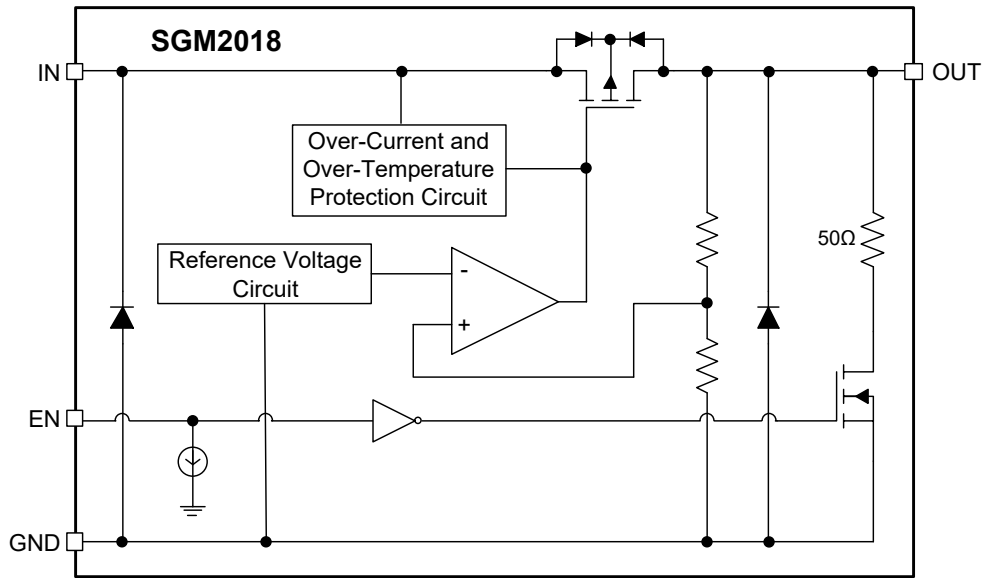 SGM2018
IN
OUT
Over-Current and
Over-Temperature
Protection Circuit
50Ω
Reference Voltage
Circuit
-
+
EN
GND